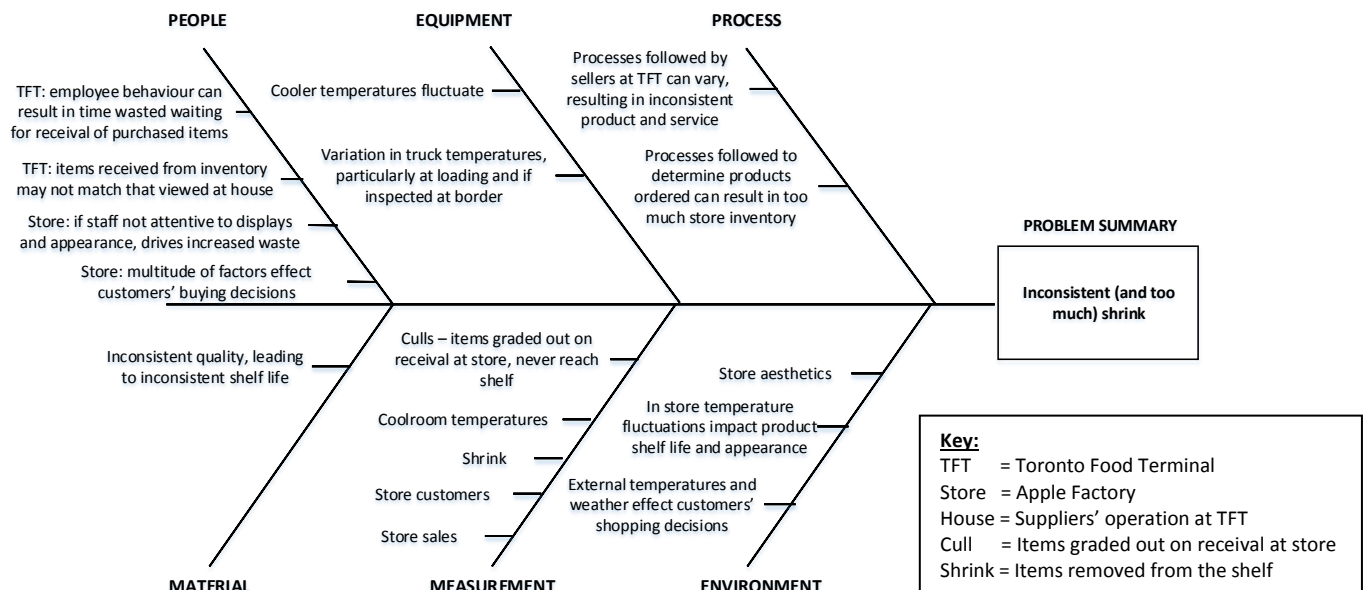 PEOPLE
EQUIPMENT
PROCESS
TFT: employee behaviour can
result in time wasted waiting
for receival of purchased items
TFT: items received from inventory
may not match that viewed at house
Store: if staff not attentive to displays
and appearance, drives increased waste
Store: multitude of factors effect
customers' buying decisions
Cooler temperatures fluctuate
Variation in truck temperatures,
particularly at loading and if
inspected at border
Processes followed by
sellers at TFT can vary,
resulting in inconsistent
product and service
Processes followed to
determine products
ordered can result in too
much store inventory
PROBLEM SUMMARY
Inconsistent (and too
much) shrink
Inconsistent quality, leading
to inconsistent shelf life
Culls – items graded out on
receival at store, never reach
shelf
Coolroom temperatures
Shrink
Store customers
Store sales
Store aesthetics
In store temperature
fluctuations impact product
shelf life and appearance
External temperatures and
weather effect customers'
shopping decisions
MATERIAL
MEASUREMENT
ENVIRONMENT
Key:
TFT = Toronto Food Terminal
Store = Apple Factory
House = Suppliers' operation at TFT
Cull = Items graded out on receival at store
Shrink = Items removed from the shelf